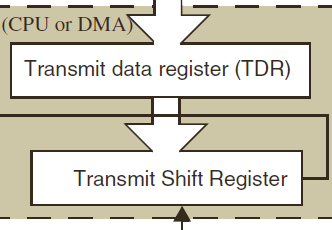 (CPU or DMA)
Transmit data register (TDR)
Transmit Shift Register